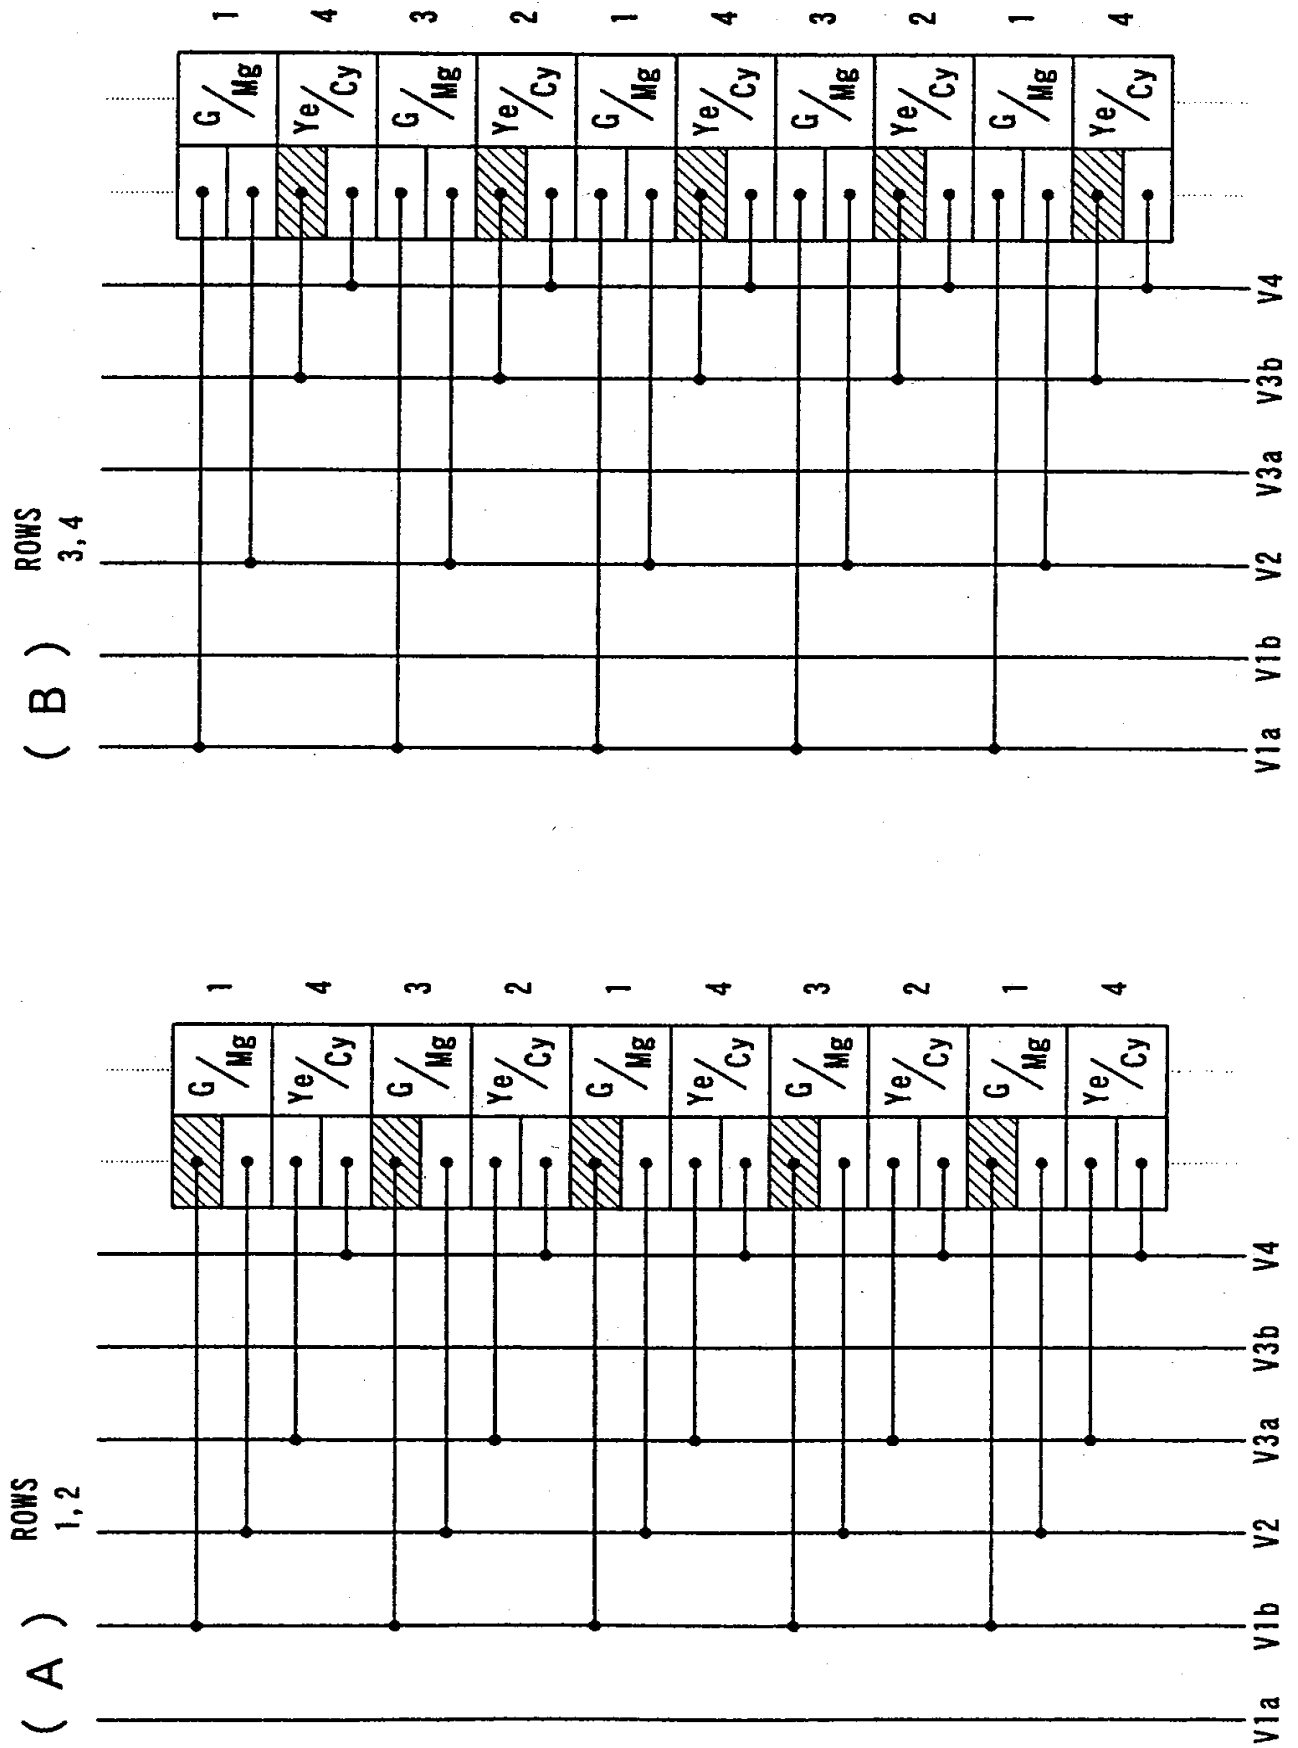 ( A )
ROWS
1, 2
V1a V1b V2 V3a V3b V4
G/Mg 1
Ye/Cy 4
G/Mg 3
Ye/Cy 2
G/Mg 1
Ye/Cy 4
G/Mg 3
Ye/Cy 2
G/Mg 1
Ye/Cy 4
( B )
ROWS
3, 4
V1a V1b V2 V3a V3b V4
G/Mg 1
Ye/Cy 4
G/Mg 3
Ye/Cy 2
G/Mg 1
Ye/Cy 4
G/Mg 3
Ye/Cy 2
G/Mg 1
Ye/Cy 4